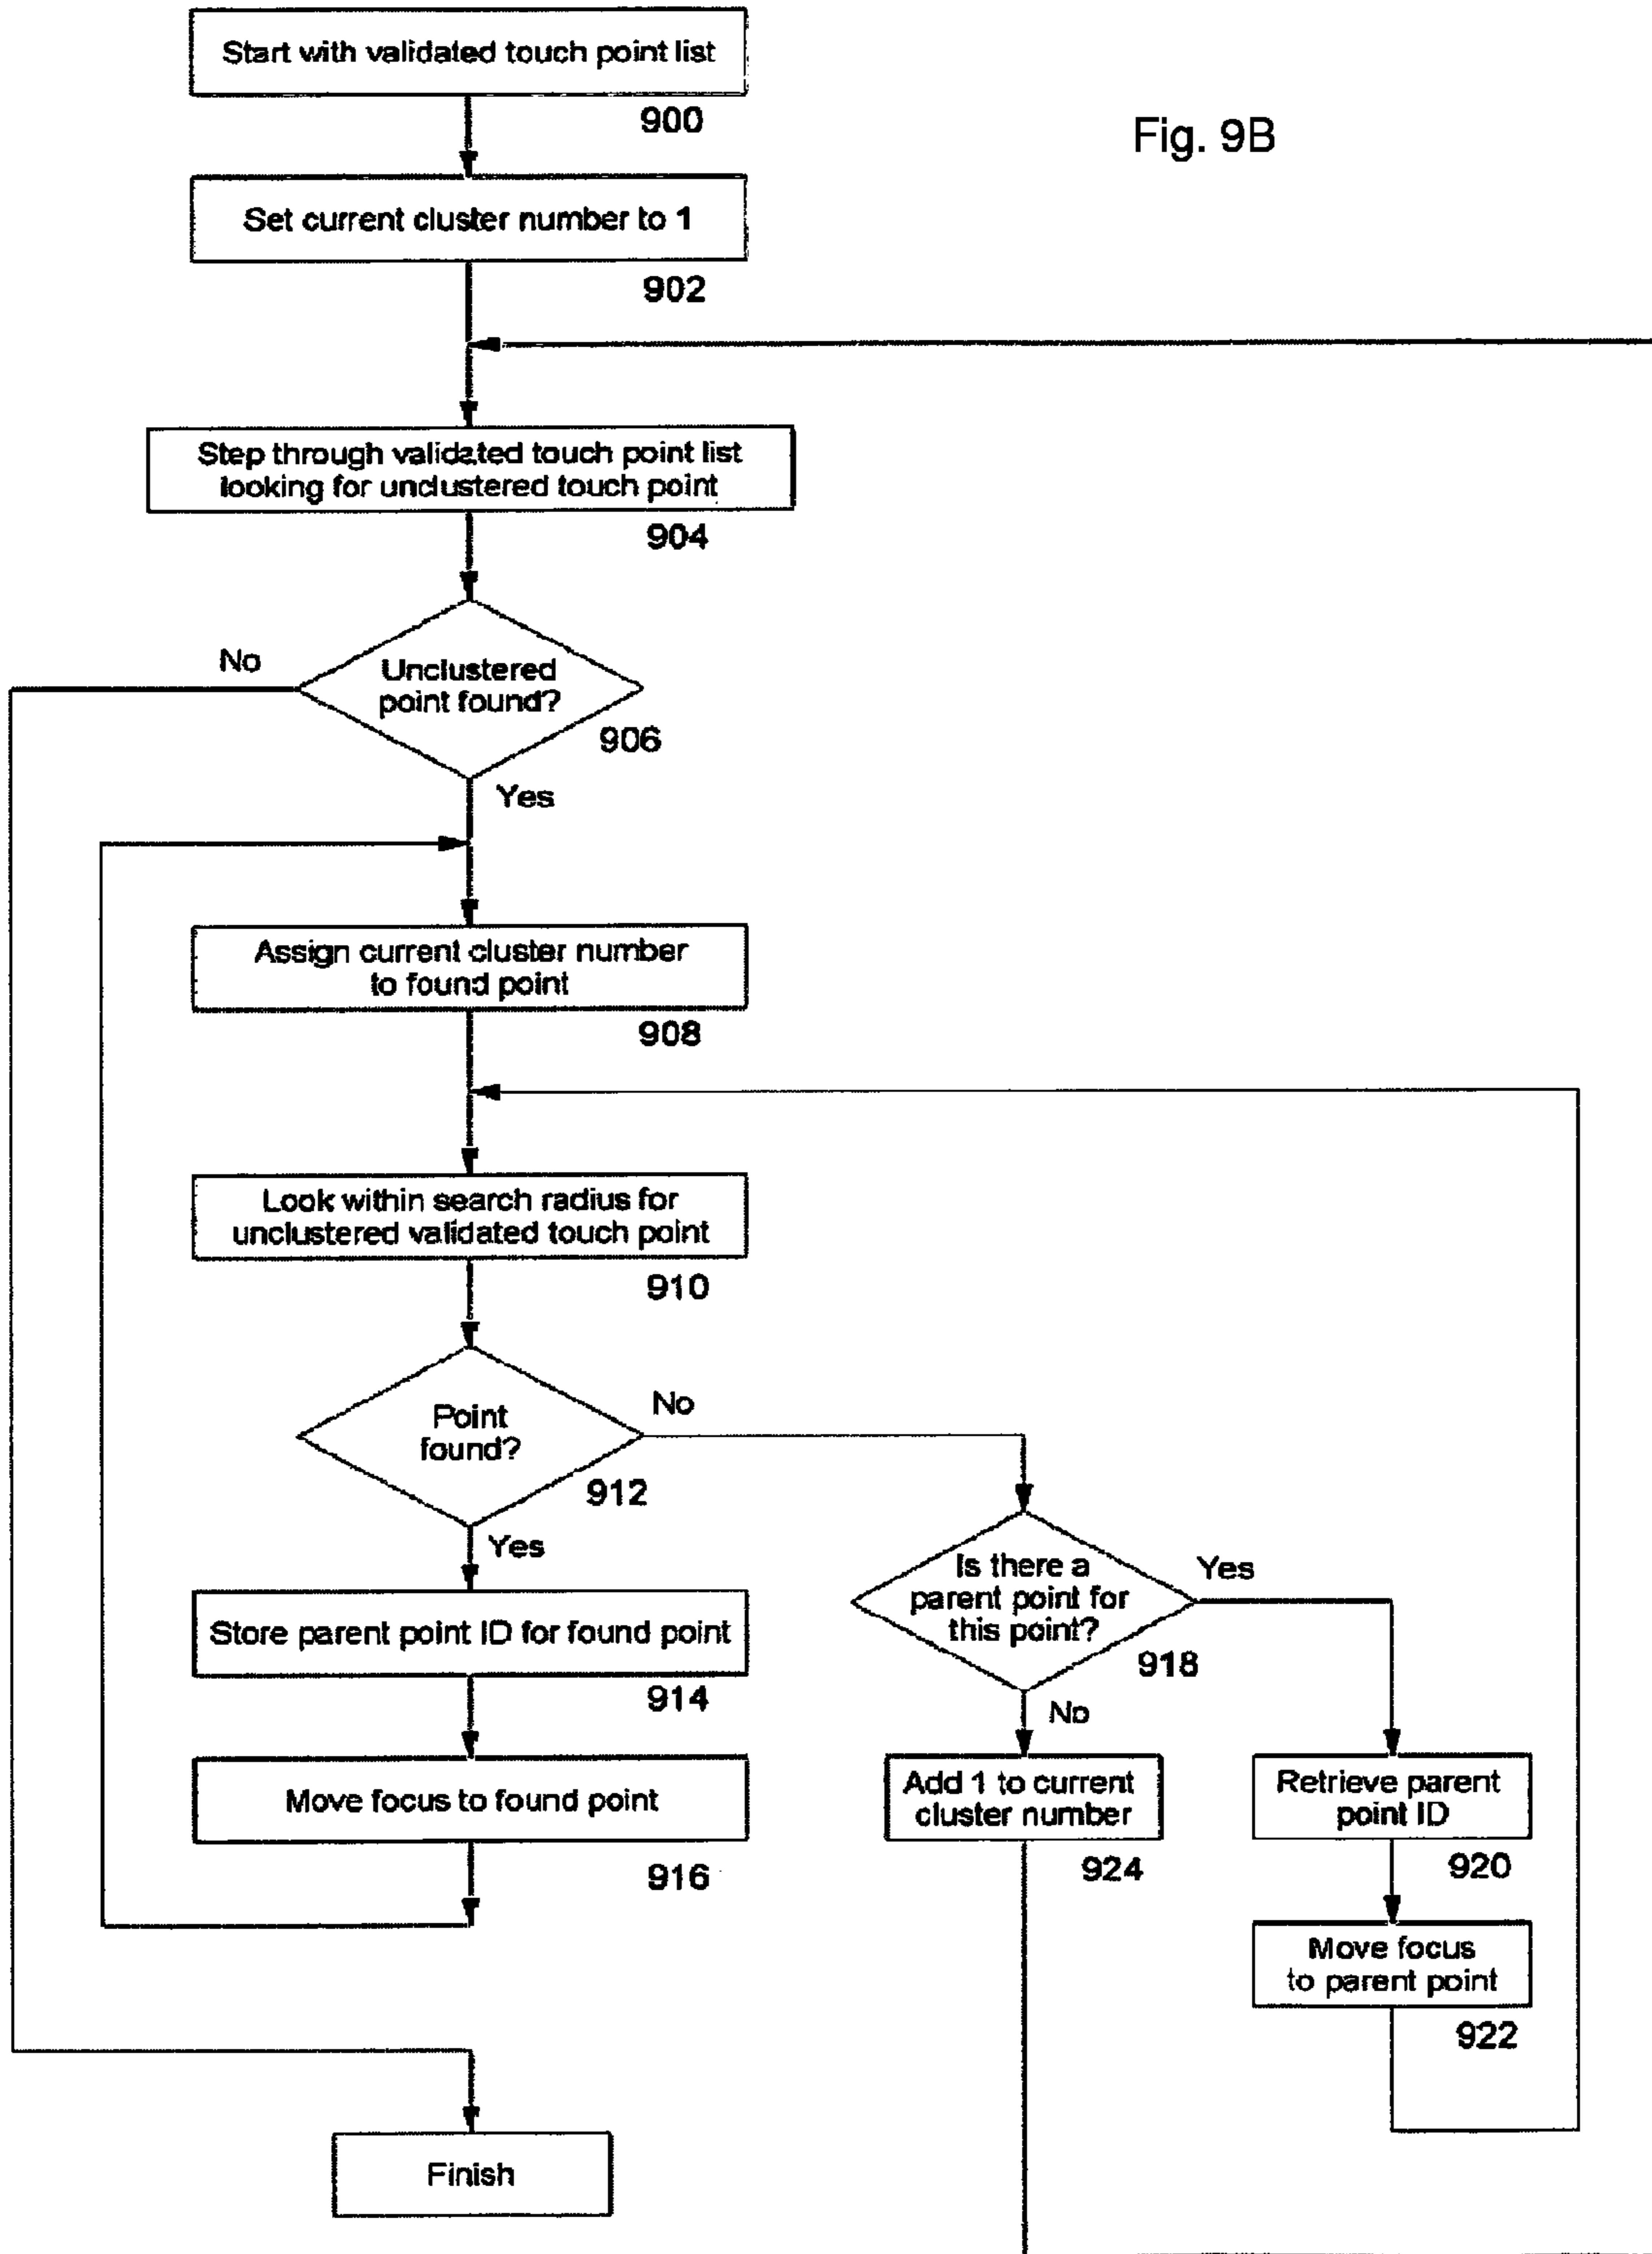 Start with validated touch point list
900
Fig. 9B
Set current cluster number to 1
902
Step through validated touch point list
looking for unclustered touch point
904
No
Unclustered
point found?
906
Yes
Assign current cluster number
to found point
908
Look within search radius for
unclustered validated touch point
910
Point
found?
No
912
Yes
Is there a
parent point for
this point?
Yes
918
No
Store parent point ID for found point
914
Move focus to found point
916
Add 1 to current
cluster number
924
Retrieve parent
point ID
920
Move focus
to parent point
922
Finish